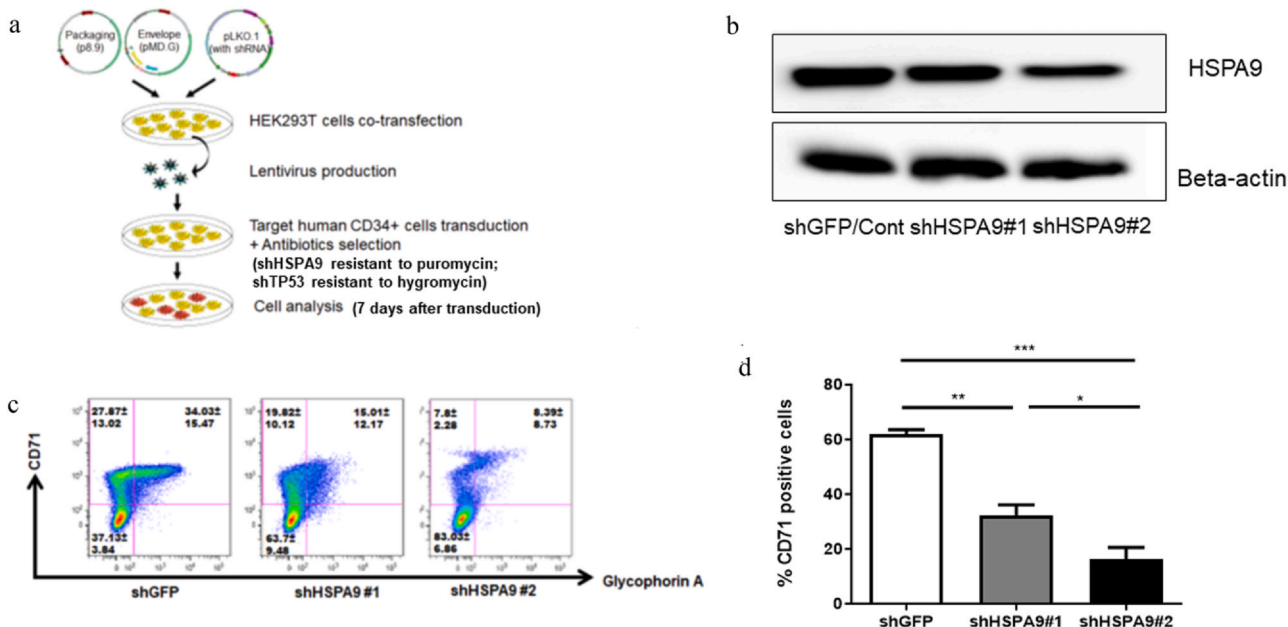 a
Packaging
(p8.9)
Envelope
(pMD.G)
pLKO.1
(with shRNA)
HEK293T cells co-transfection
Lentivirus production
Target human CD34+ cells transduction
+ Antibiotics selection
(shHSPA9 resistant to puromycin;
shTP53 resistant to hygromycin)
Cell analysis (7 days after transduction)
b
HSPA9
Beta-actin
shGFP/Cont shHSPA9#1 shHSPA9#2
c
CD71
27.87±
13.02
34.03±
15.47
37.13±
3.84
19.82±
10.12
15.01±
12.17
63.7±
9.48
7.8±
2.28
8.39±
8.73
83.03±
6.86
shGFP
shHSPA9 #1
shHSPA9 #2
Glycophorin A
d
% CD71 positive cells
80
60
40
20
0
***
**
*
shGFP
shHSPA9#1
shHSPA9#2